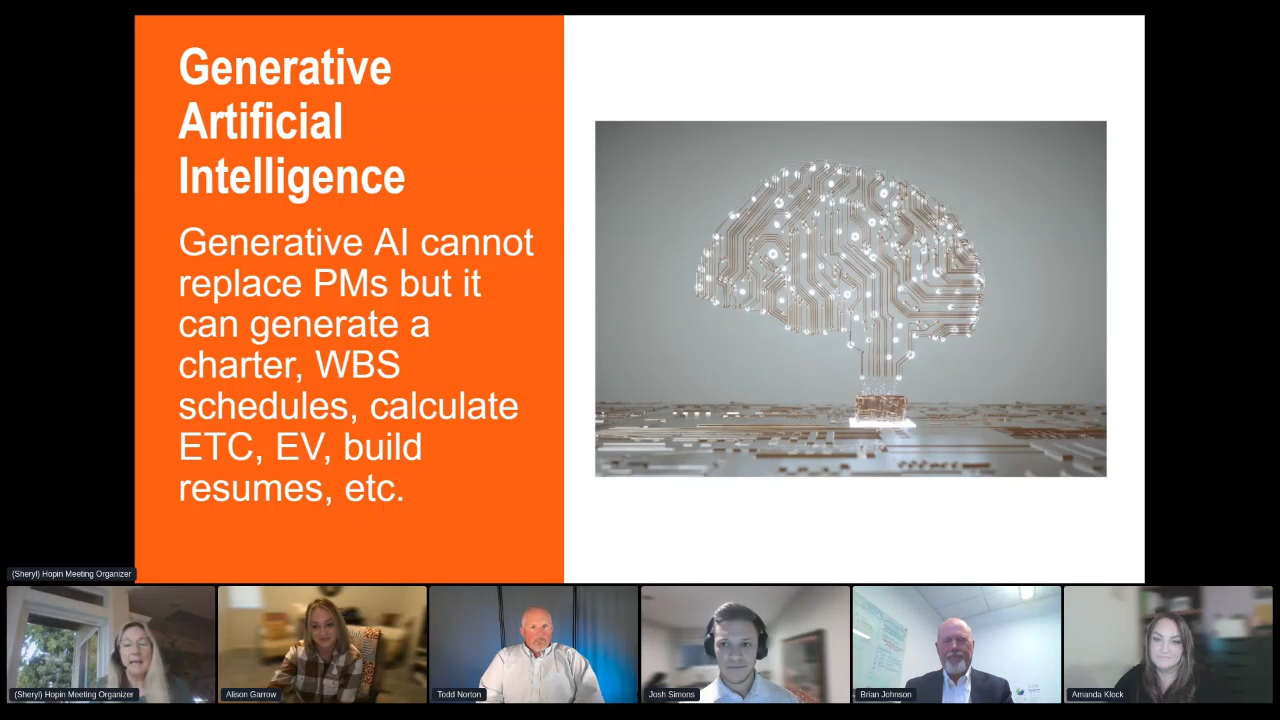 Generative
Artificial
Intelligence
Generative AI cannot
replace PMs but it
can generate a
charter, WBS
schedules, calculate
ETC, EV, build
resumes, etc.
(Sheryl) Hopin Meeting Organizer
(Sheryl) Hopin Meeting Organizer
Alison Garrow
Todd Norton
Josh Simons
Brian Johnson
Amanda Klock